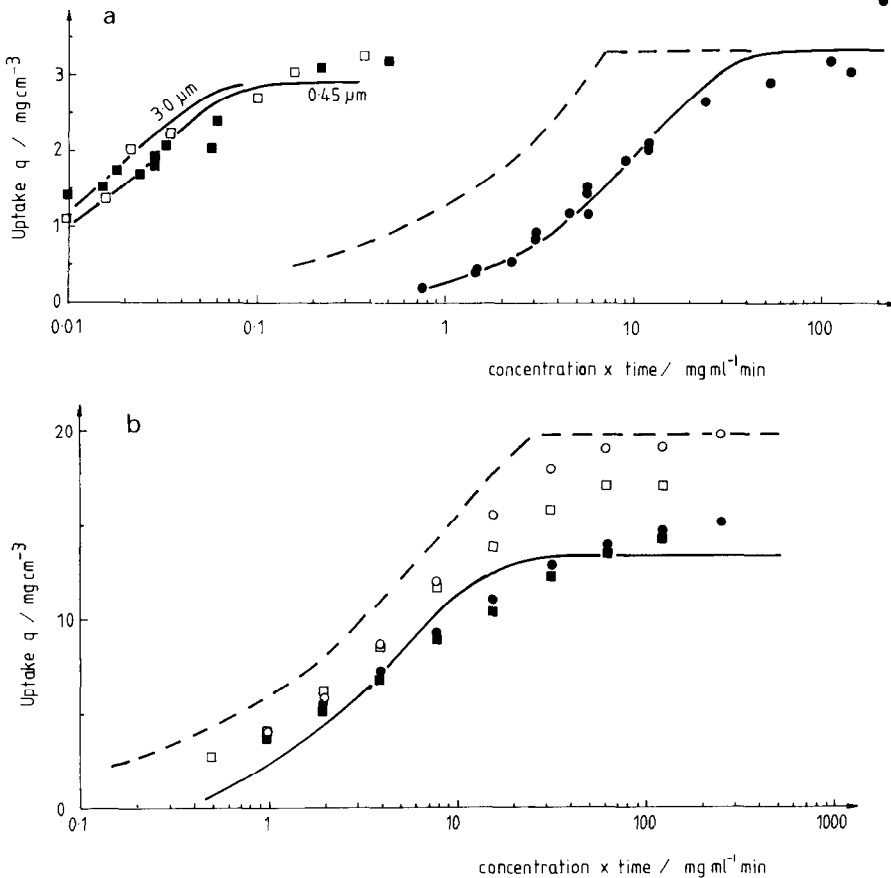 a
Uptake q / mg cm⁻³
3
2
1
0
3·0 μm
0·45 μm
0·01
0·1
1
10
100
concentration x time / mg ml⁻¹ min
b
Uptake q / mg cm⁻³
20
10
0
0·1
1
10
100
1000
concentration x time / mg ml⁻¹ min